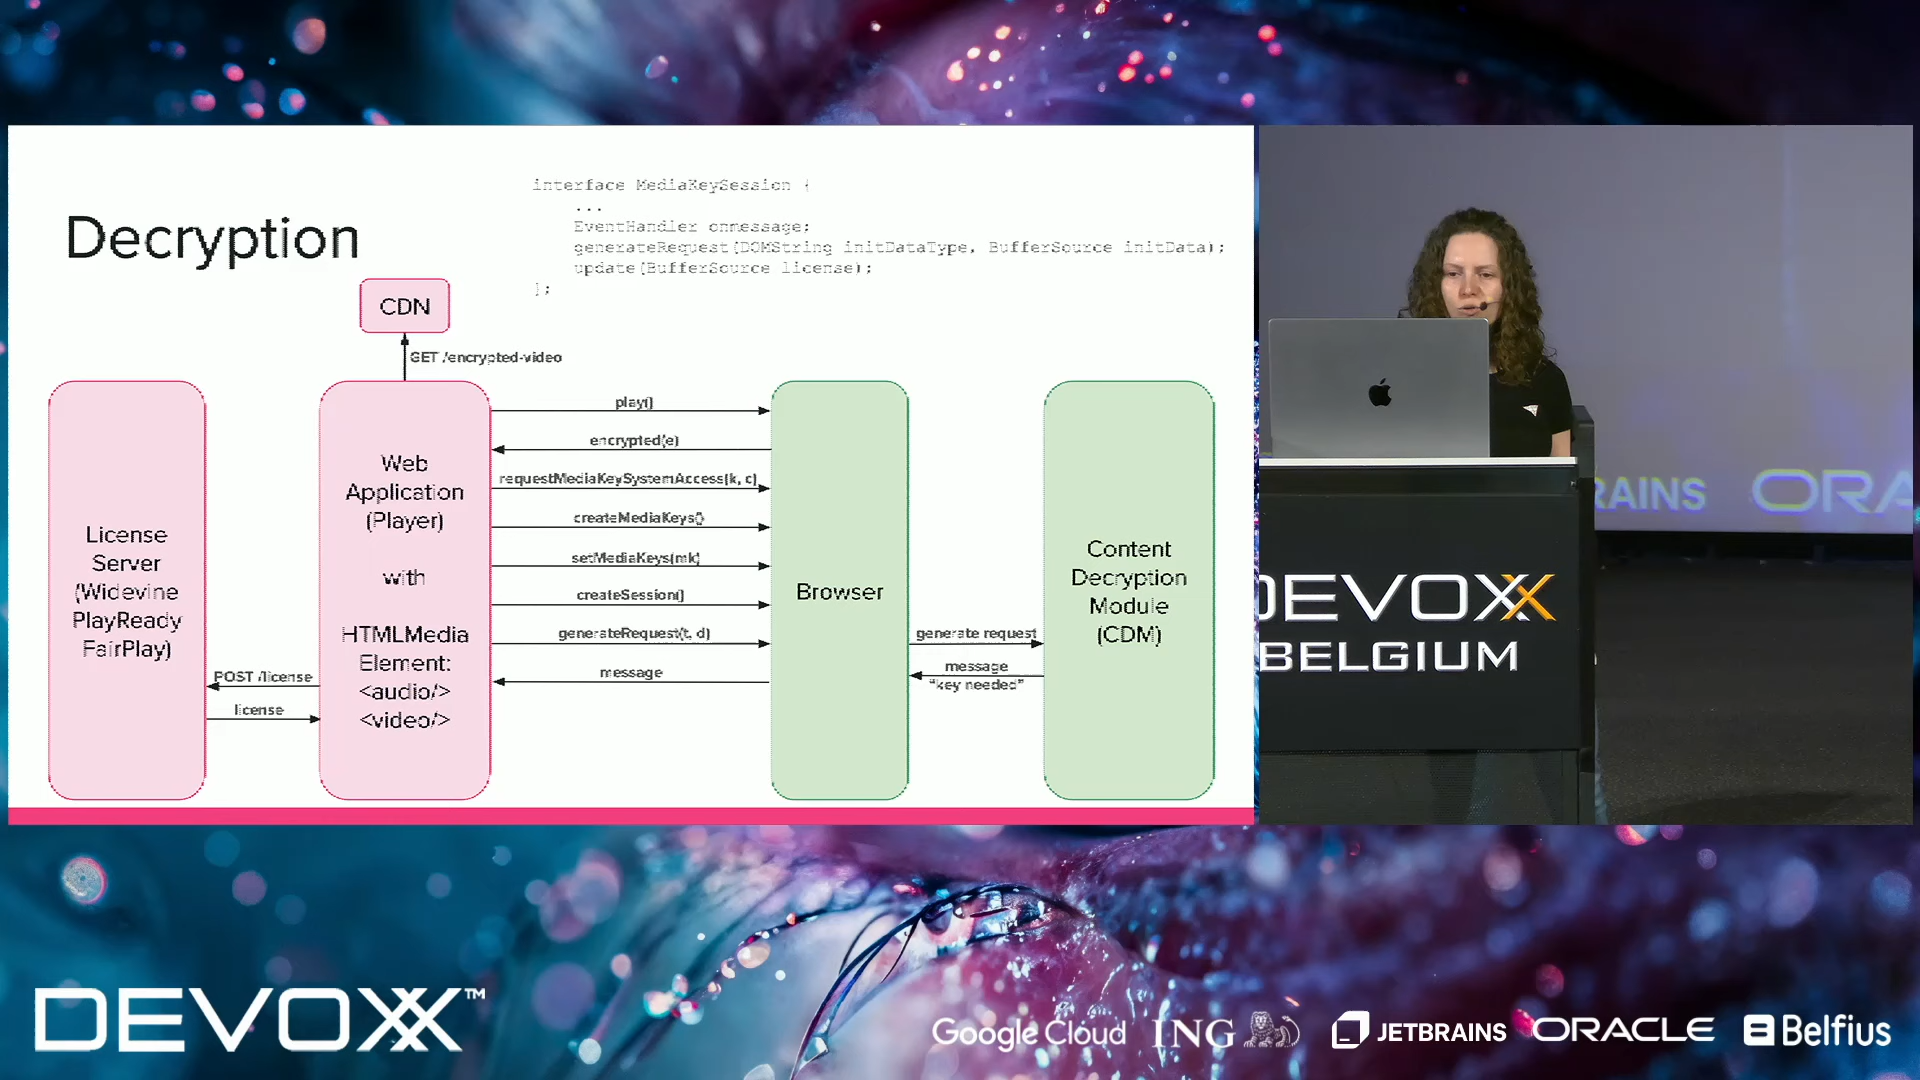 Decryption
interface MediaKeySession {
...
EventHandler onmessage;
generateRequest(DOMString initDataType, BufferSource initData);
update(BufferSource license);
};
CDN
GET /encrypted-video
License
Server
(Widevine
PlayReady
FairPlay)
POST /license
license
Web
Application
(Player)
with
HTMLMedia
Element:
<audio/>
<video/>
play()
encrypted(e)
requestMediaKeySystemAccess(k, c)
createMediaKeys()
setMediaKeys(mk)
createSession()
generateRequest(t, d)
message
Browser
generate request
message
"key needed"
Content
Decryption
Module
(CDM)
RAINS ORA
DEVOXX
BELGIUM
DEVOXX™
Google Cloud ING JETBRAINS ORACLE Belfius